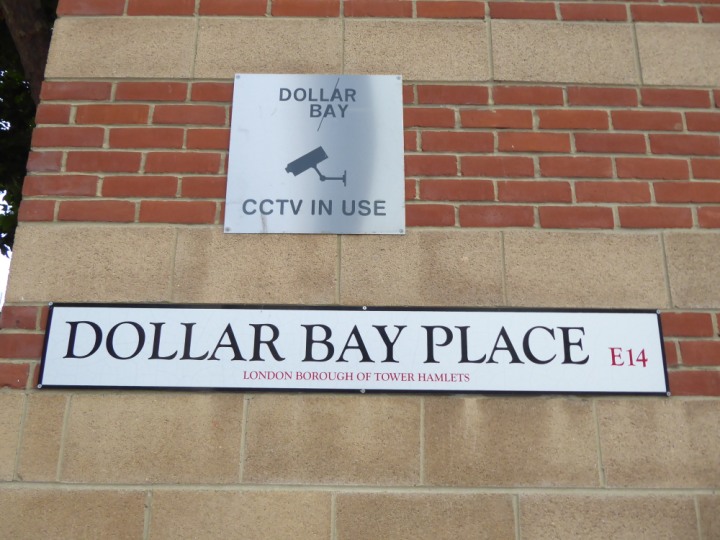 DOLLAR
BAY
CCTV IN USE
DOLLAR BAY PLACE E14
LONDON BOROUGH OF TOWER HAMLETS